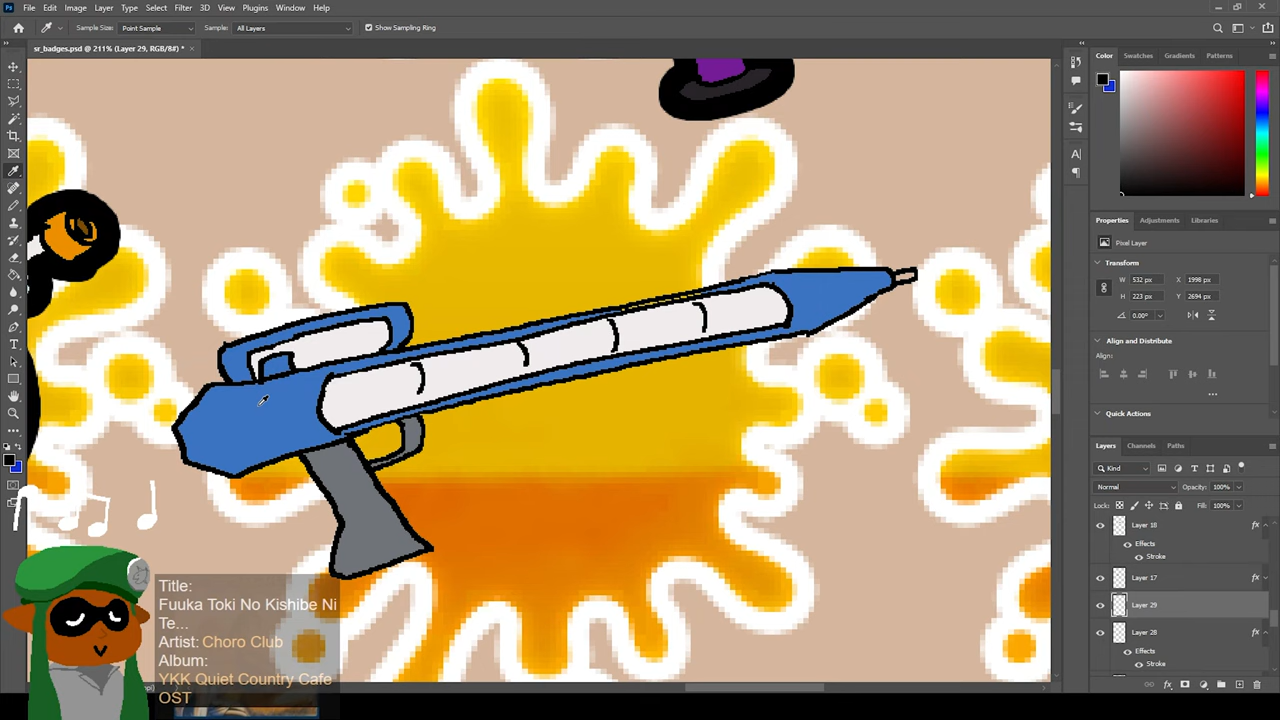 File Edit Image Layer Type Select Filter 3D View Plugins Window Help
Sample Size: Point Sample Sample: All Layers Show Sampling Ring
sr_badges.psd @ 211% (Layer 29, RGB/8#) *
Color Swatches Gradients Patterns
Properties Adjustments Libraries
Pixel Layer
Transform
W 532 px X 1998 px
H 223 px Y 2694 px
0.00°
Align and Distribute
Align:
Quick Actions
Layers Channels Paths
Kind
Normal Opacity: 100%
Lock: Fill: 100%
Layer 18
Effects
Stroke
Layer 17
Layer 29
Layer 28
Effects
Stroke
Title:
Fuuka Toki No Kishibe Ni
Te...
Artist: Choro Club
Album:
YKK Quiet Country Cafe
OST